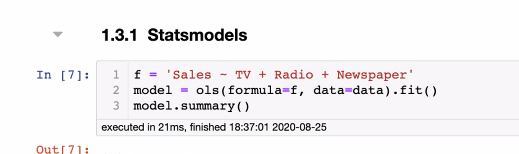 1.3.1 Statsmodels
In [7]:
1 f = 'Sales ~ TV + Radio + Newspaper'
2 model = ols(formula=f, data=data).fit()
3 model.summary()
executed in 21ms, finished 18:37:01 2020-08-25
Out[7]: